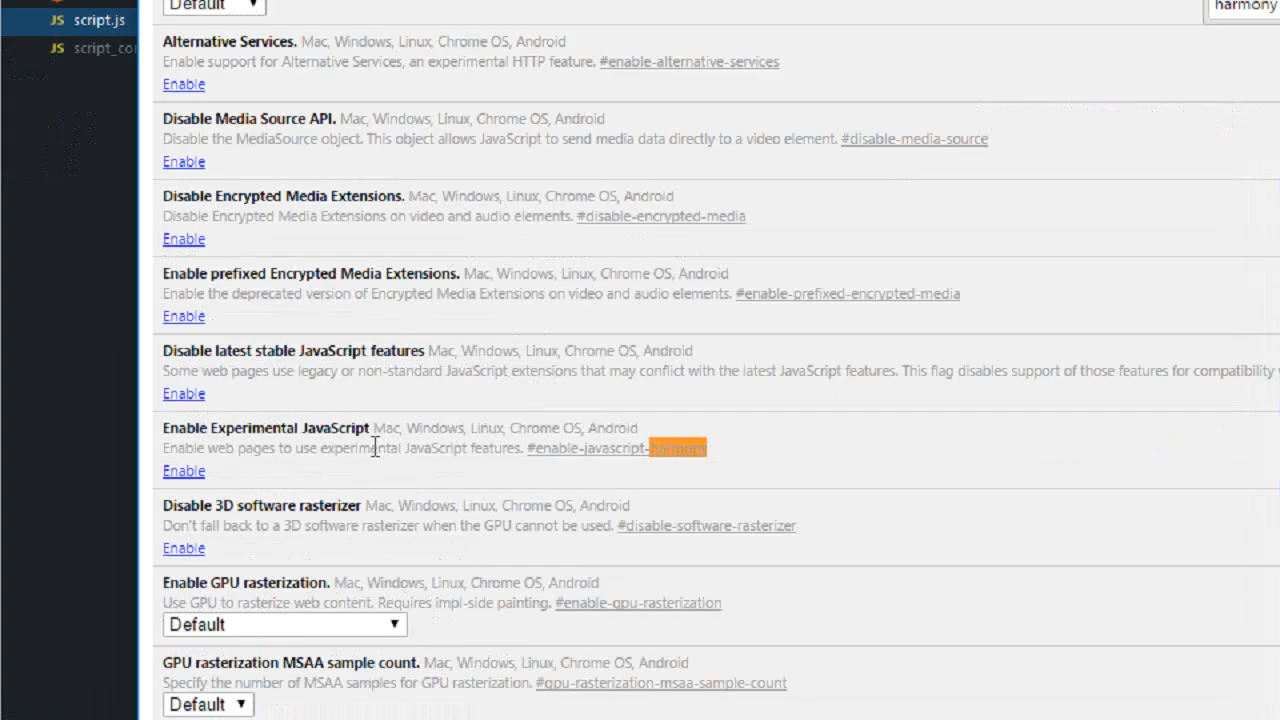 Default
harmony
script.js
script_co
Alternative Services. Mac, Windows, Linux, Chrome OS, Android
Enable support for Alternative Services, an experimental HTTP feature. #enable-alternative-services
Enable
Disable Media Source API. Mac, Windows, Linux, Chrome OS, Android
Disable the MediaSource object. This object allows JavaScript to send media data directly to a video element. #disable-media-source
Enable
Disable Encrypted Media Extensions. Mac, Windows, Linux, Chrome OS, Android
Disable Encrypted Media Extensions on video and audio elements. #disable-encrypted-media
Enable
Enable prefixed Encrypted Media Extensions. Mac, Windows, Linux, Chrome OS, Android
Enable the deprecated version of Encrypted Media Extensions on video and audio elements. #enable-prefixed-encrypted-media
Enable
Disable latest stable JavaScript features Mac, Windows, Linux, Chrome OS, Android
Some web pages use legacy or non-standard JavaScript extensions that may conflict with the latest JavaScript features. This flag disables support of those features for compatibility
Enable
Enable Experimental JavaScript Mac, Windows, Linux, Chrome OS, Android
Enable web pages to use experimental JavaScript features. #enable-javascript-harmony
Enable
Disable 3D software rasterizer Mac, Windows, Linux, Chrome OS, Android
Don't fall back to a 3D software rasterizer when the GPU cannot be used. #disable-software-rasterizer
Enable
Enable GPU rasterization. Mac, Windows, Linux, Chrome OS, Android
Use GPU to rasterize web content. Requires impl-side painting. #enable-gpu-rasterization
Default
GPU rasterization MSAA sample count. Mac, Windows, Linux, Chrome OS, Android
Specify the number of MSAA samples for GPU rasterization. #gpu-rasterization-msaa-sample-count
Default